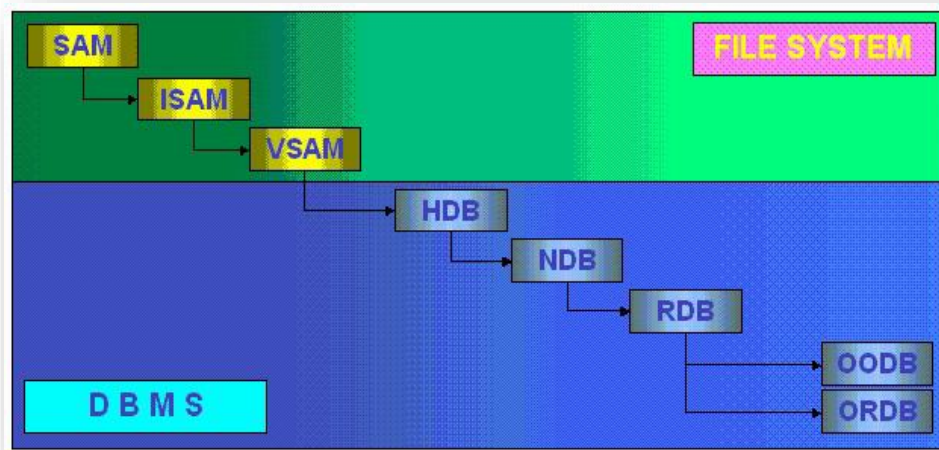 SAM
FILE SYSTEM
ISAM
VSAM
HDB
NDB
RDB
OODB
D B M S
ORDB